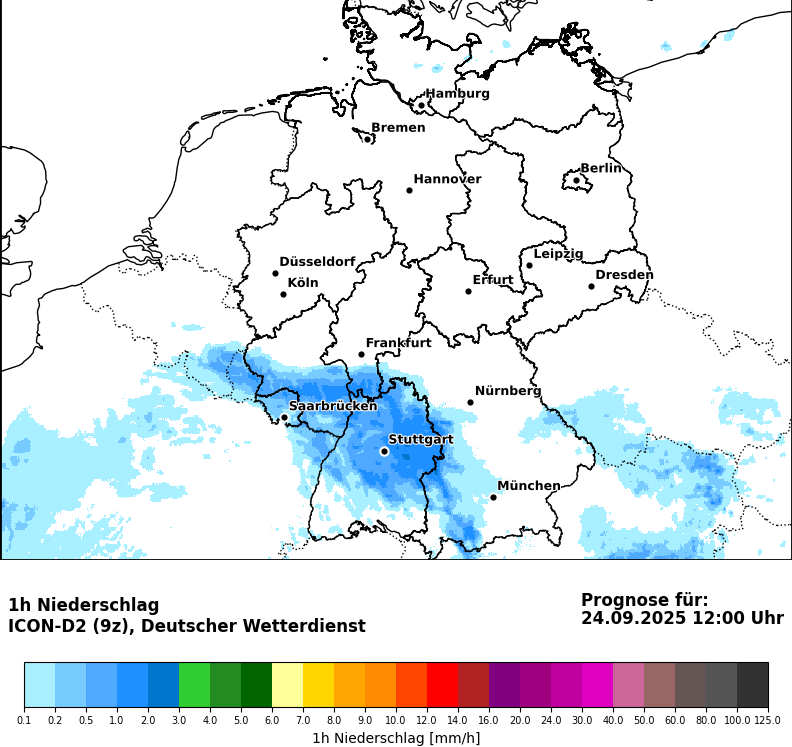 Hamburg
Bremen
Berlin
Hannover
Leipzig
Düsseldorf
Dresden
Köln
Erfurt
Frankfurt
Nürnberg
Saarbrücken
Stuttgart
München
1h Niederschlag
ICON-D2 (9z), Deutscher Wetterdienst
Prognose für:
24.09.2025 12:00 Uhr
0.1 0.2 0.5 1.0 2.0 3.0 4.0 5.0 6.0 7.0 8.0 9.0 10.0 12.0 14.0 16.0 20.0 24.0 30.0 40.0 50.0 60.0 80.0 100.0 125.0
1h Niederschlag [mm/h]